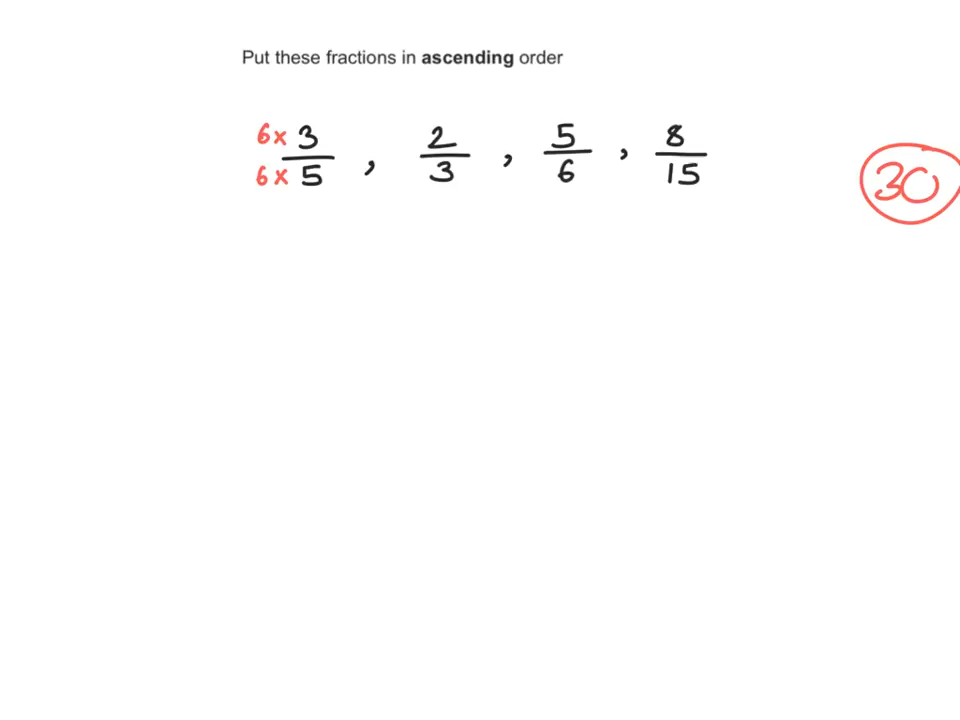 Put these fractions in ascending order
6x 3 2 5 8
6x 5 , 3 , 6 , 15
30